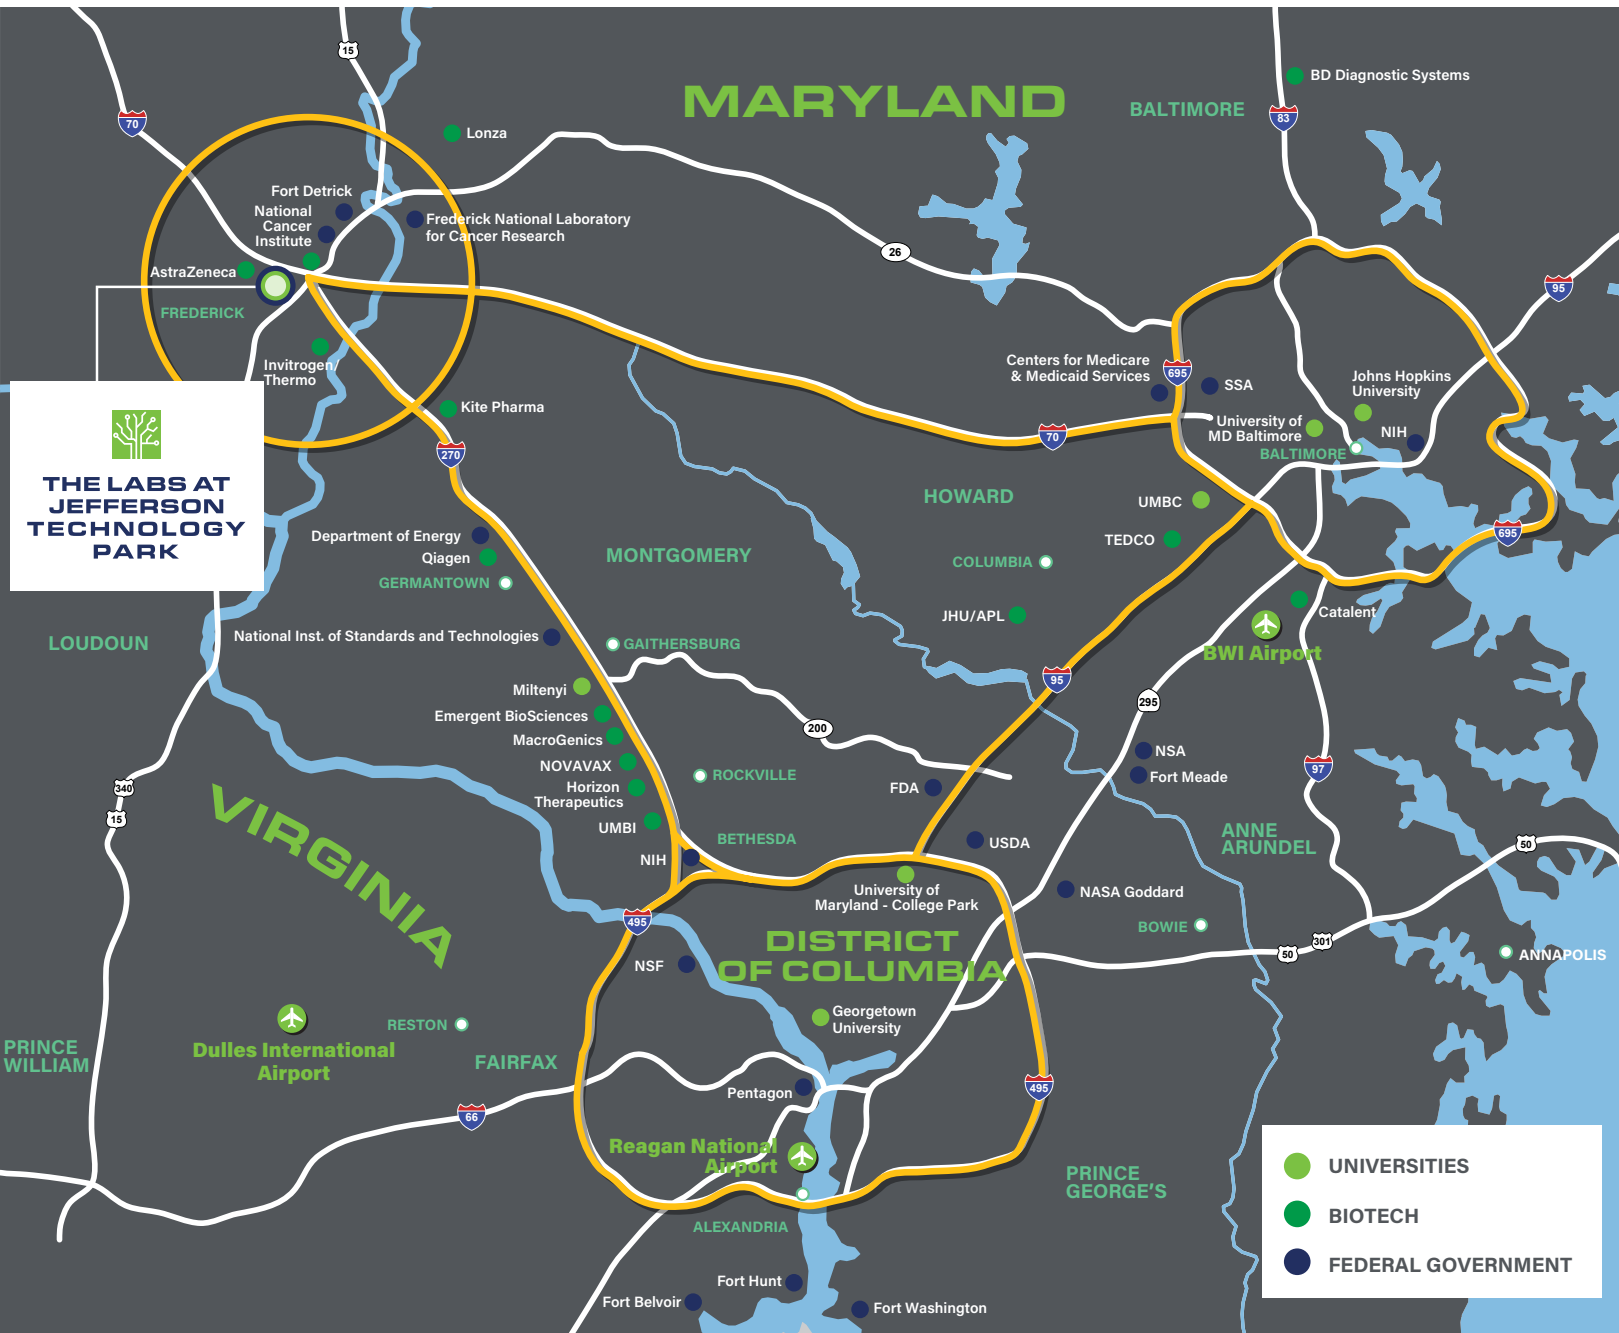 15
MARYLAND
BD Diagnostic Systems
BALTIMORE
83
70
Lonza
Fort Detrick
National
Cancer
Institute
Frederick National Laboratory
for Cancer Research
26
AstraZeneca
FREDERICK
95
Invitrogen/
Thermo
Centers for Medicare
& Medicaid Services
695
SSA
Johns Hopkins
University
Kite Pharma
University of
MD Baltimore
NIH
BALTIMORE
70
270
THE LABS AT
JEFFERSON
TECHNOLOGY
PARK
HOWARD
UMBC
Department of Energy
Qiagen
GERMANTOWN
MONTGOMERY
TEDCO
COLUMBIA
695
JHU/APL
Catalent
BWI Airport
LOUDOUN
National Inst. of Standards and Technologies
GAITHERSBURG
Miltenyi
95
295
Emergent BioSciences
MacroGenics
200
NOVAVAX
ROCKVILLE
NSA
Fort Meade
97
Horizon
Therapeutics
FDA
340
15
UMBI
BETHESDA
USDA
ANNE
ARUNDEL
50
VIRGINIA
NIH
University of
Maryland - College Park
NASA Goddard
495
BOWIE
DISTRICT
OF COLUMBIA
301
50
ANNAPOLIS
NSF
Georgetown
University
RESTON
Dulles International
Airport
PRINCE
WILLIAM
FAIRFAX
Pentagon
495
66
Reagan National
Airport
PRINCE
GEORGE'S
ALEXANDRIA
Fort Hunt
Fort Belvoir
Fort Washington
UNIVERSITIES
BIOTECH
FEDERAL GOVERNMENT